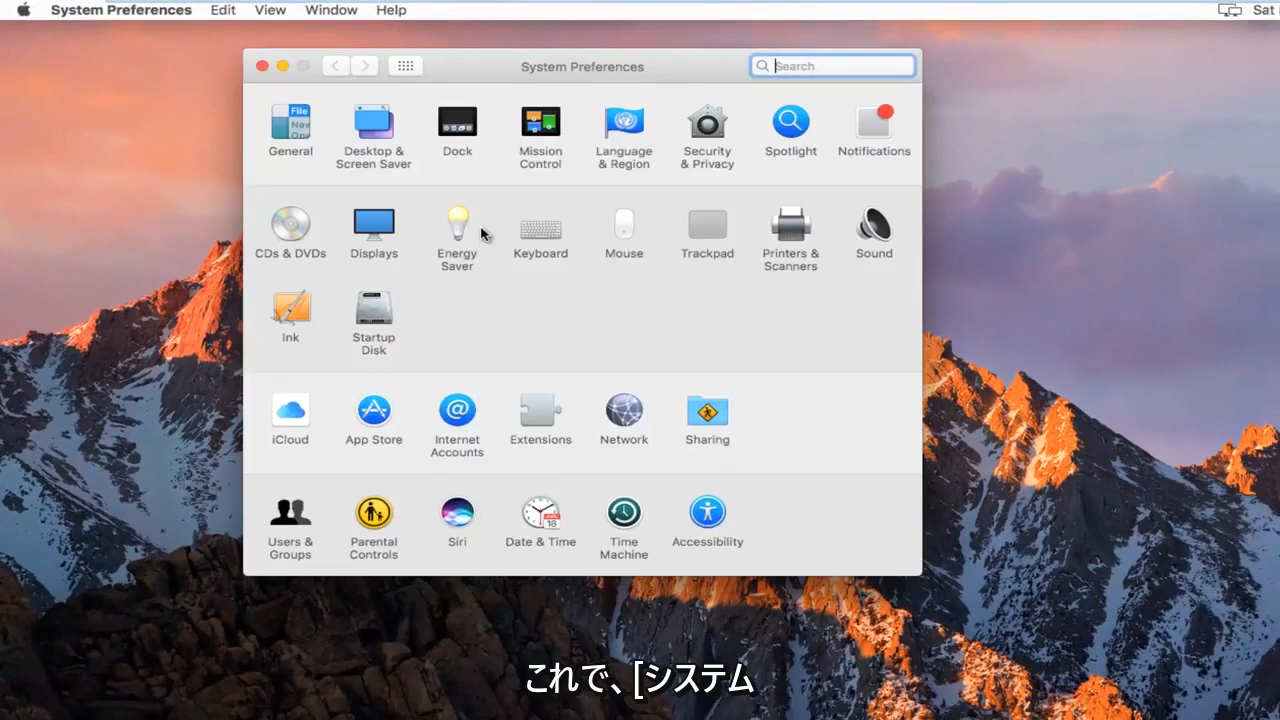 System Preferences Edit View Window Help Sat
System Preferences
Search
File
New
General
Desktop &
Screen Saver
Dock
Mission
Control
Language
& Region
Security
& Privacy
Spotlight
Notifications
CDs & DVDs
Displays
Energy
Saver
Keyboard
Mouse
Trackpad
Printers &
Scanners
Sound
Ink
Startup
Disk
iCloud
App Store
Internet
Accounts
Extensions
Network
Sharing
Users &
Groups
Parental
Controls
Siri
18
Date & Time
Time
Machine
Accessibility
これで、[システム